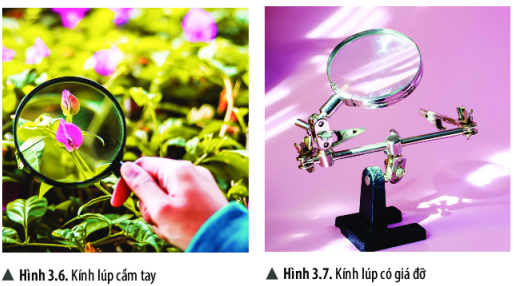 ▲ Hình 3.6. Kính lúp cầm tay
▲ Hình 3.7. Kính lúp có giá đỡ